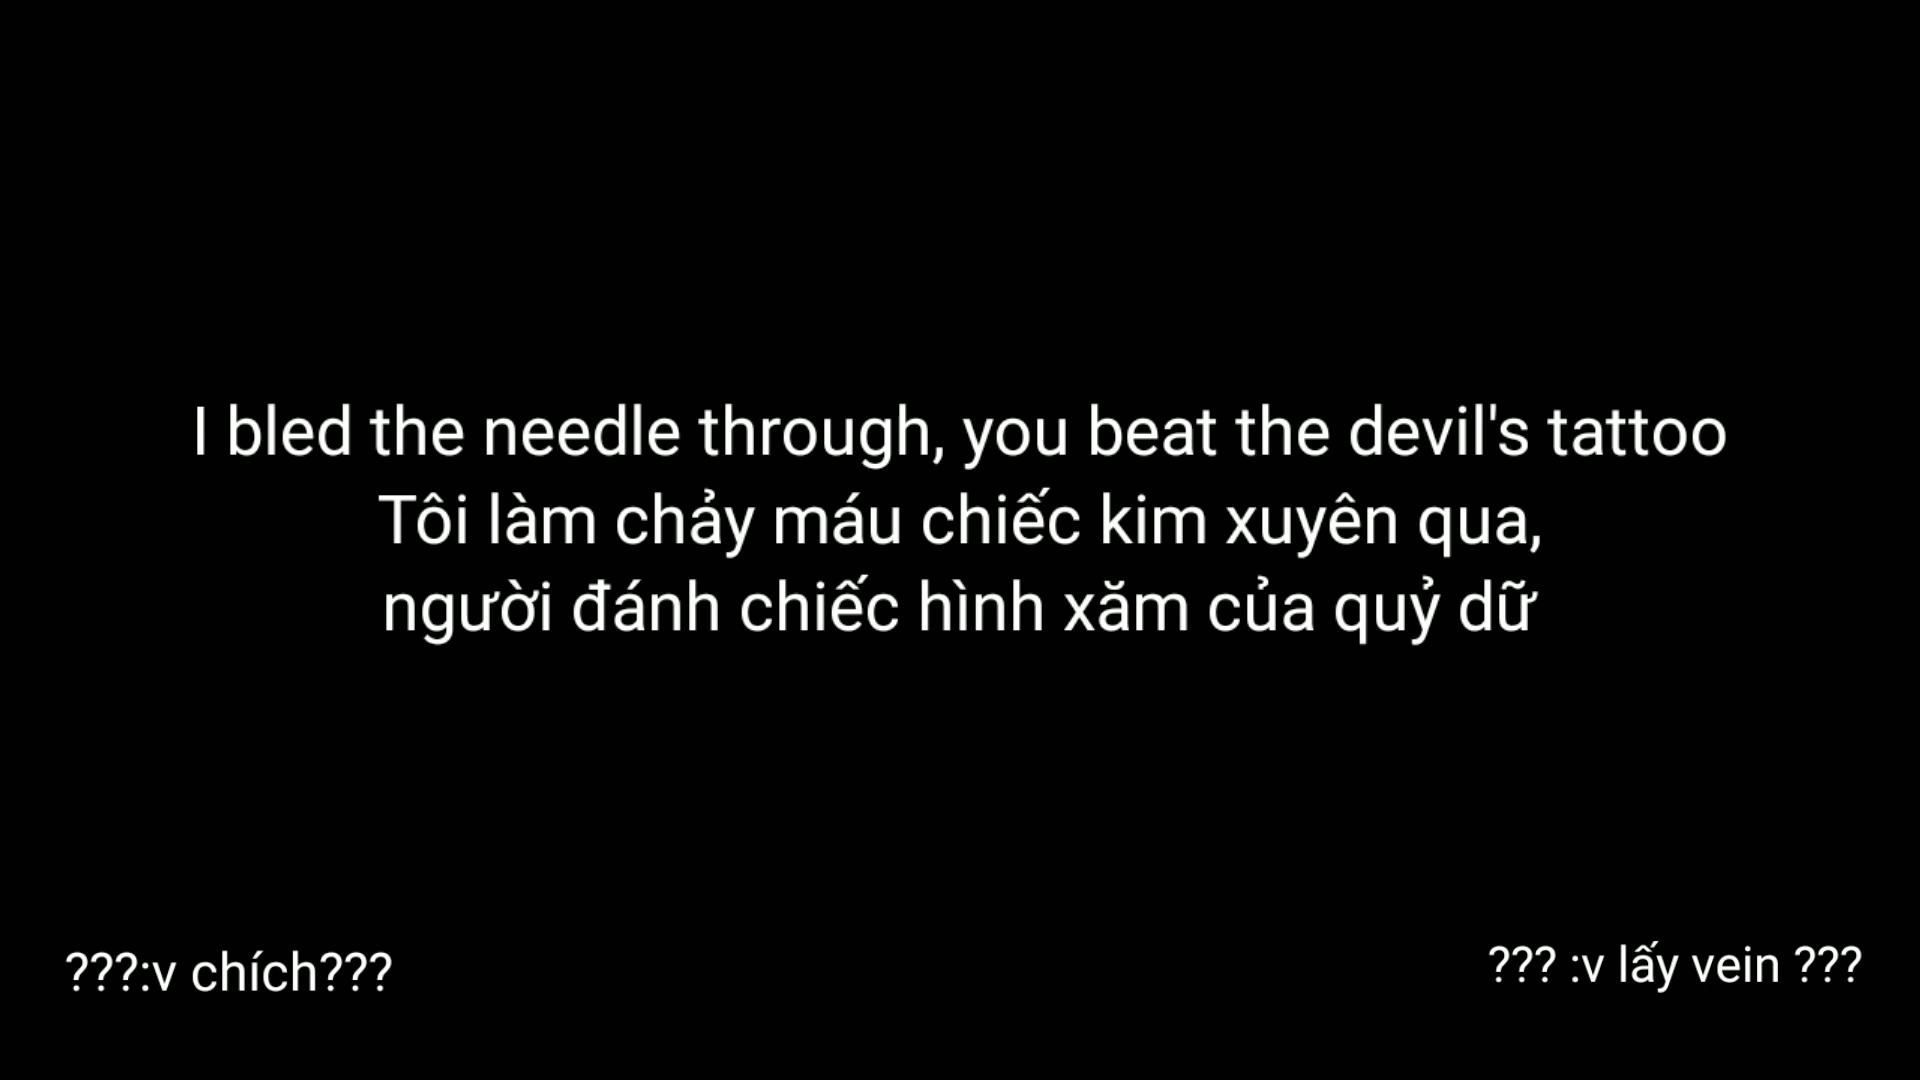 I bled the needle through, you beat the devil's tattoo
Tôi làm chảy máu chiếc kim xuyên qua,
người đánh chiếc hình xăm của quỷ dữ
???:v chích???
??? :v lấy vein ???